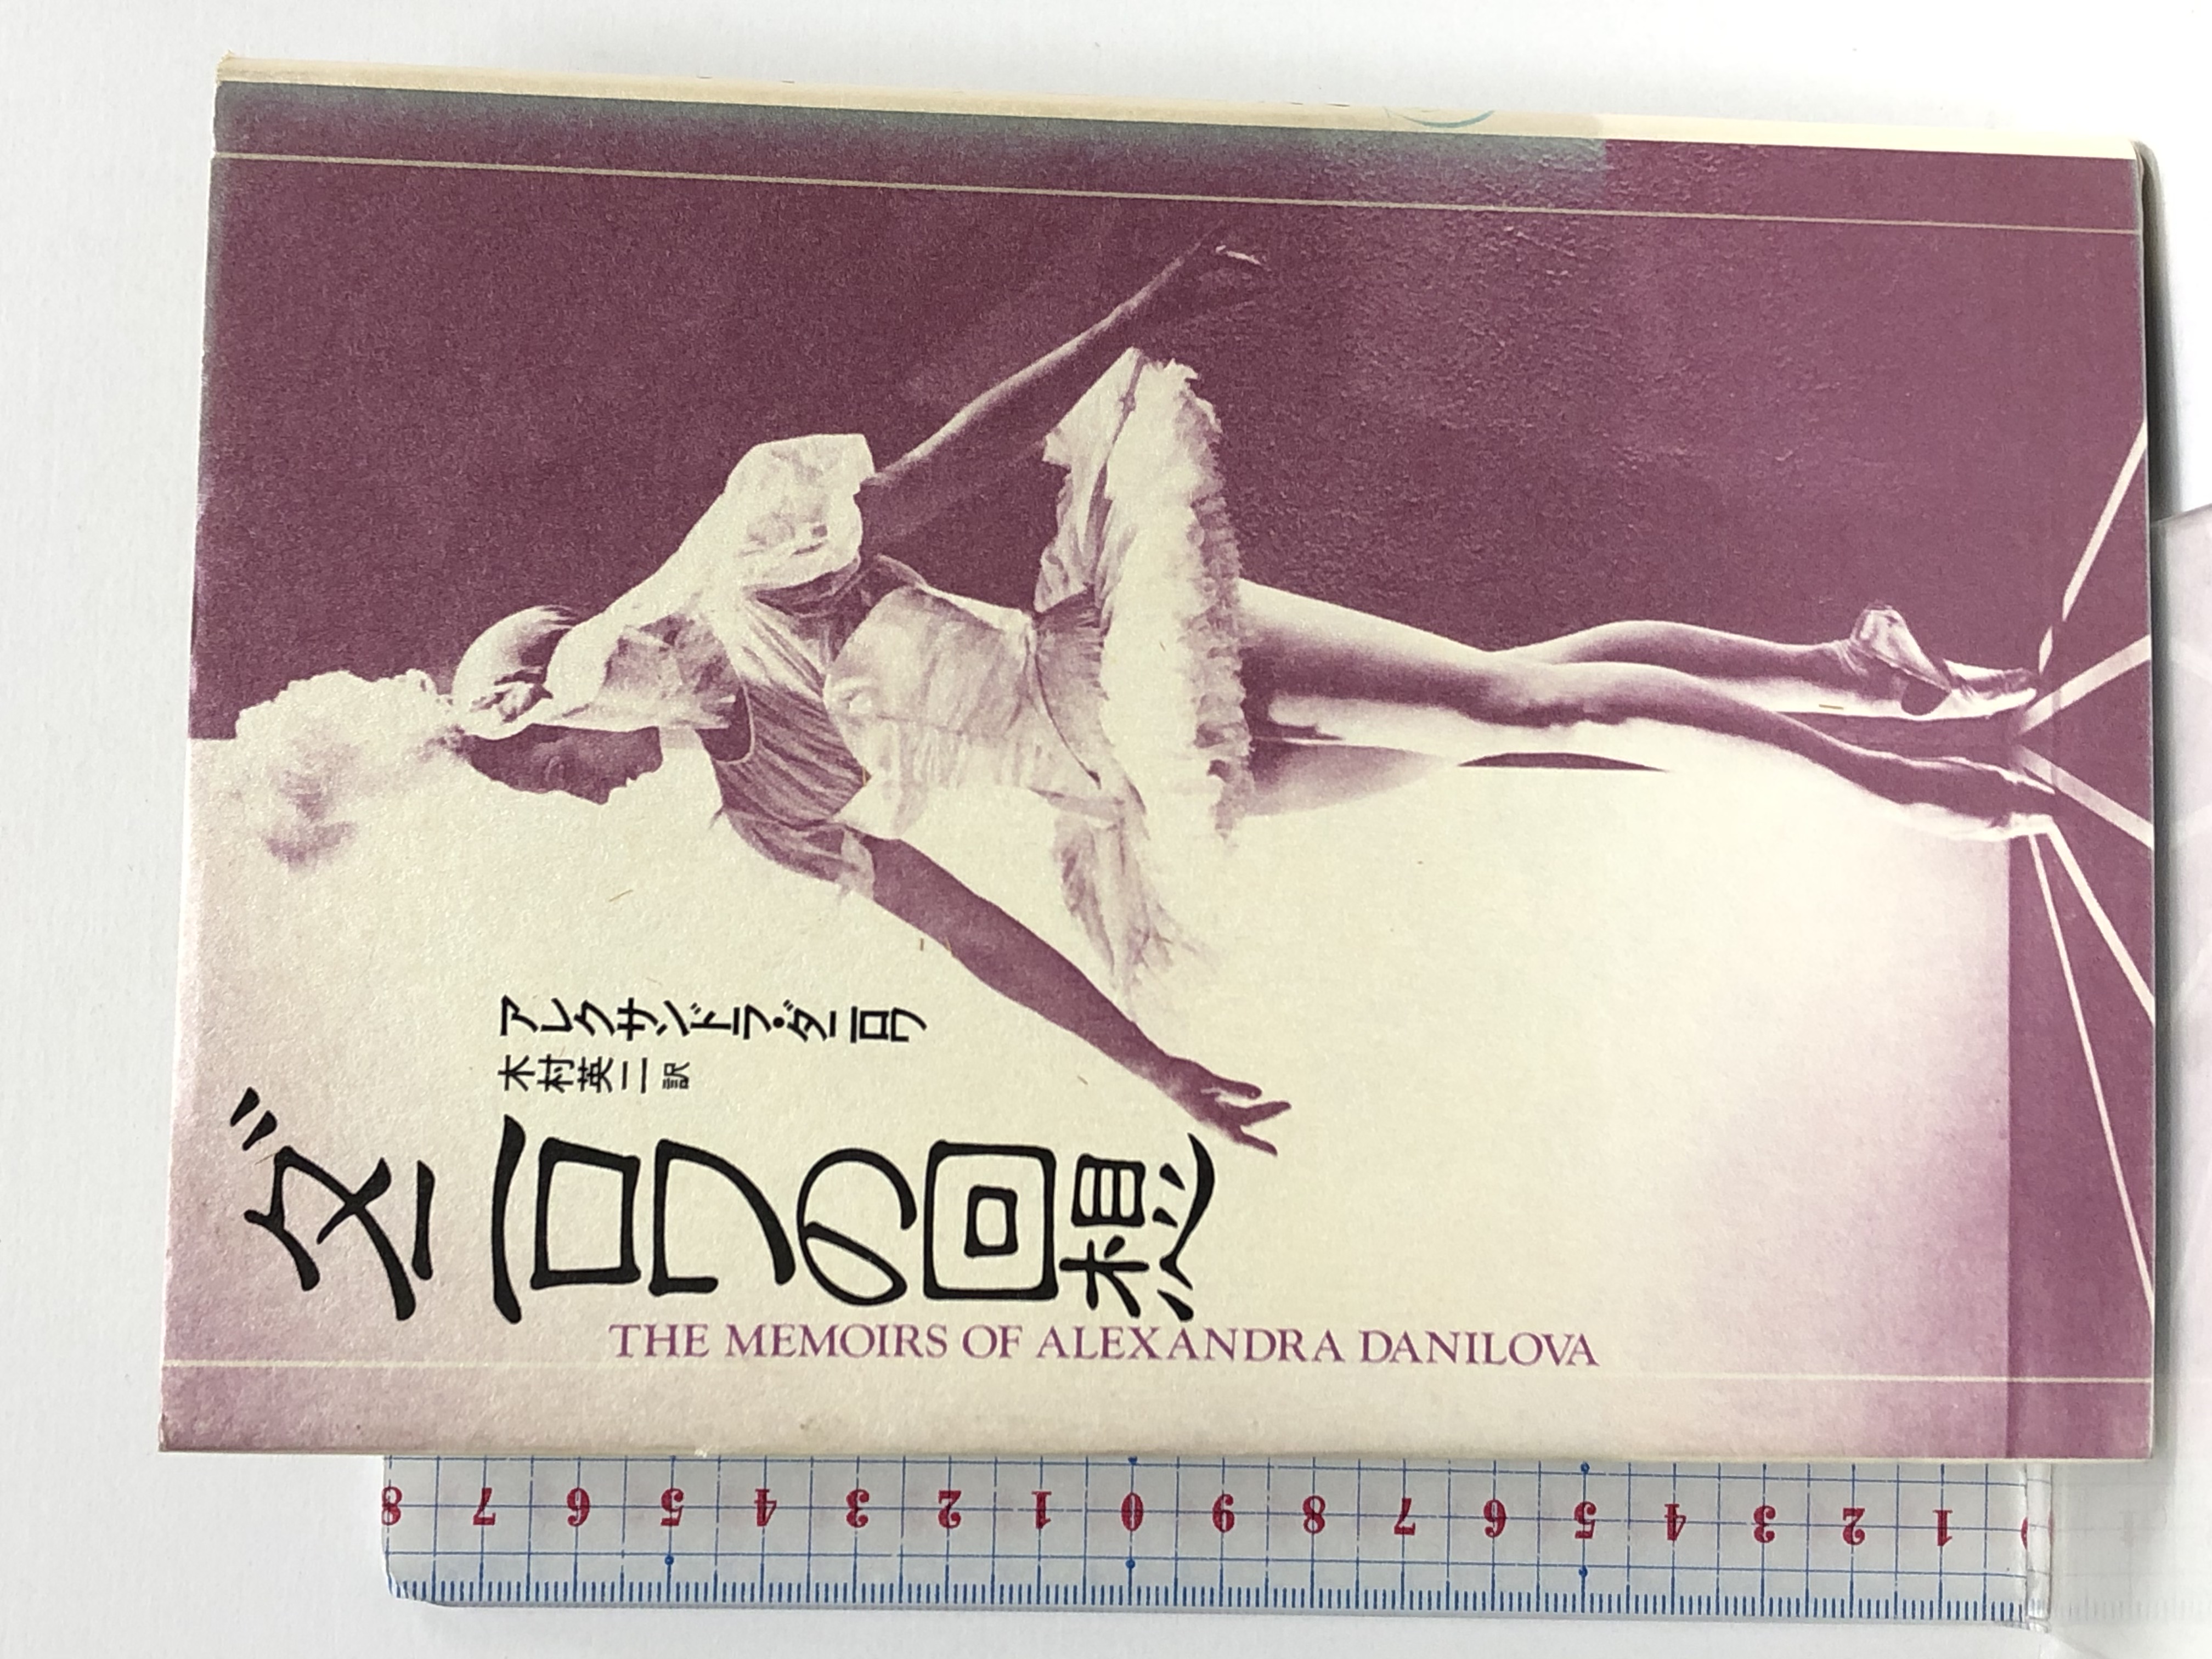 アレクサンドラ・ダニロワ
木村英二 訳
ダニロワの回想
THE MEMOIRS OF ALEXANDRA DANILOVA
8 7 6 5 4 3 2 1 0 9 8 7 6 5 4 3 2 1